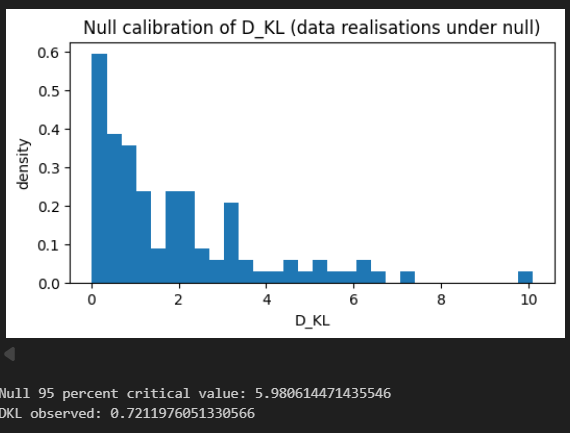 Null calibration of D_KL (data realisations under null)
0.6
0.5
0.4
0.3
0.2
0.1
0.0
density
0 2 4 6 8 10
D_KL
Null 95 percent critical value: 5.980614471435546
DKL observed: 0.7211976051330566